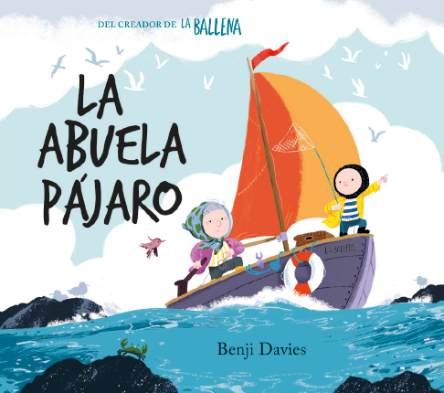 DEL CREADOR DE LA BALLENA
LA
ABUELA
PÁJARO
Benji Davies